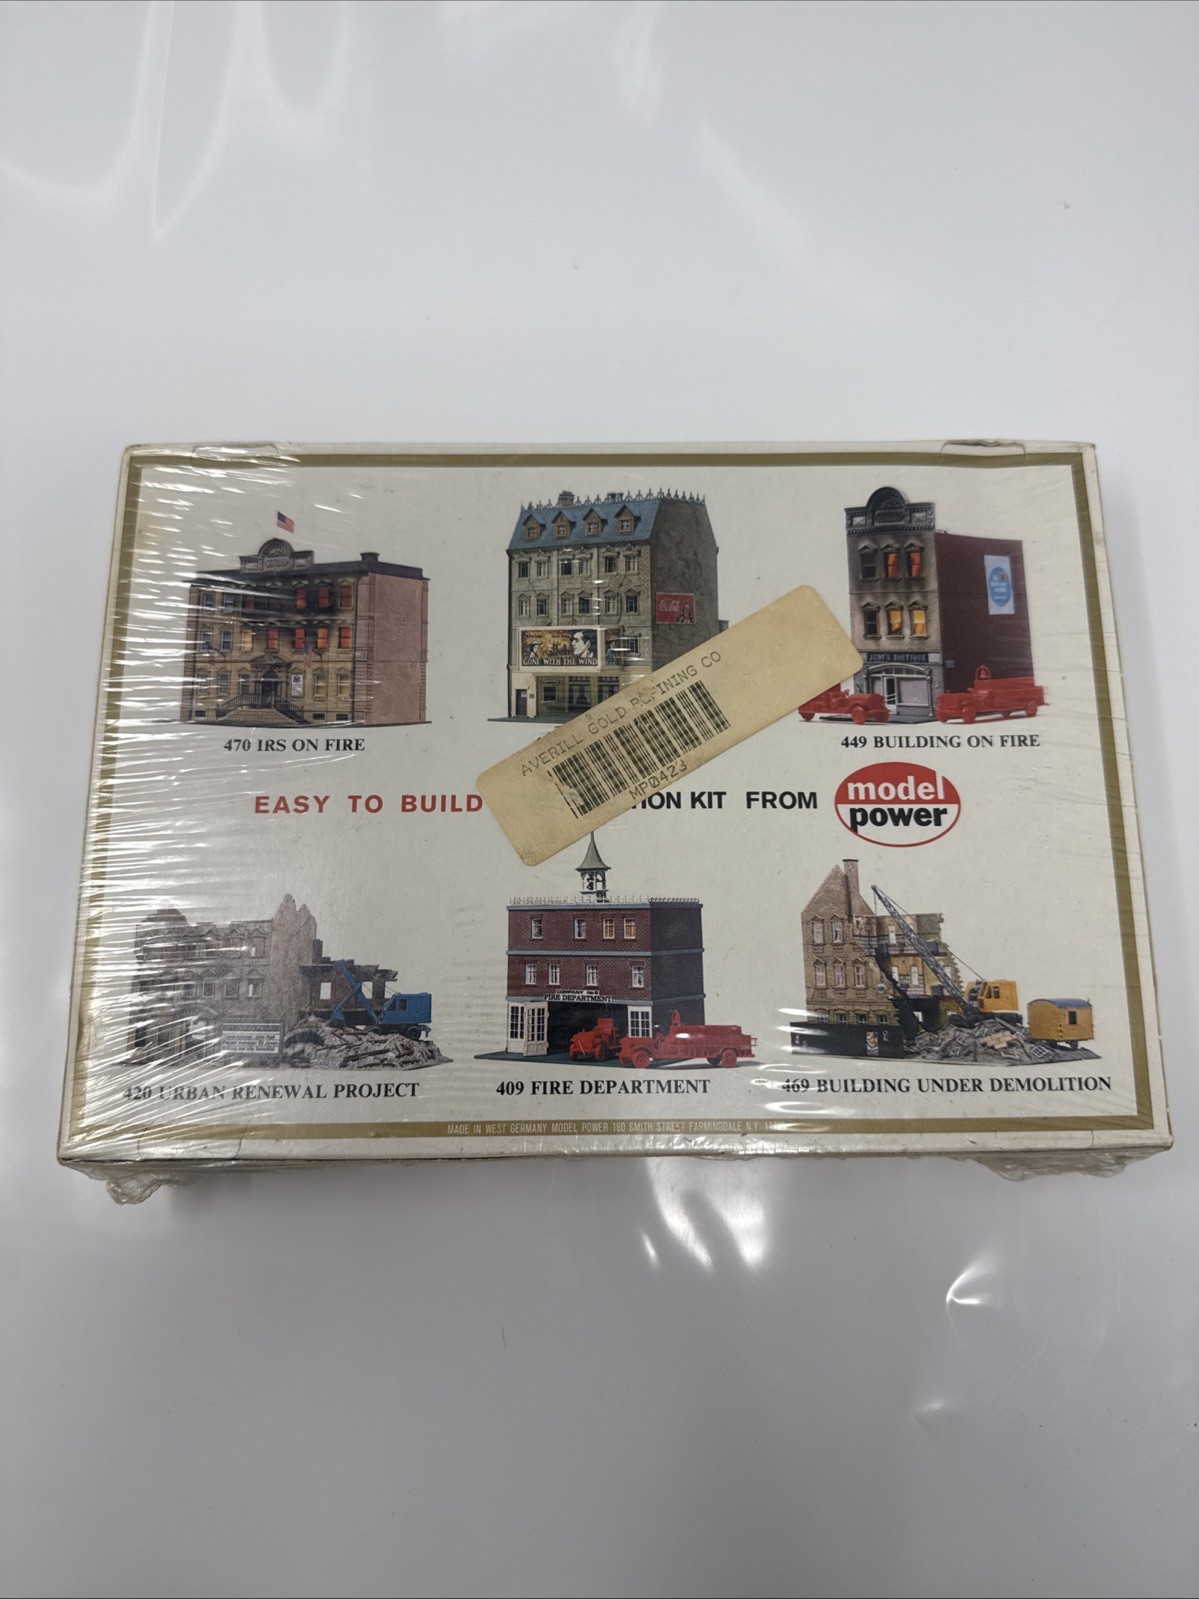 GONE WITH THE WIND
JUDY'S BOUTIQUE
470 IRS ON FIRE
449 BUILDING ON FIRE
AVERILL GOLD REFINING CO
MP0423
EASY TO BUILD
ION KIT FROM
model
power
FIRE DEPARTMENT
420 URBAN RENEWAL PROJECT
409 FIRE DEPARTMENT
469 BUILDING UNDER DEMOLITION
MADE IN WEST GERMANY MODEL POWER 180 SMITH STREET FARMINGDALE N.Y.